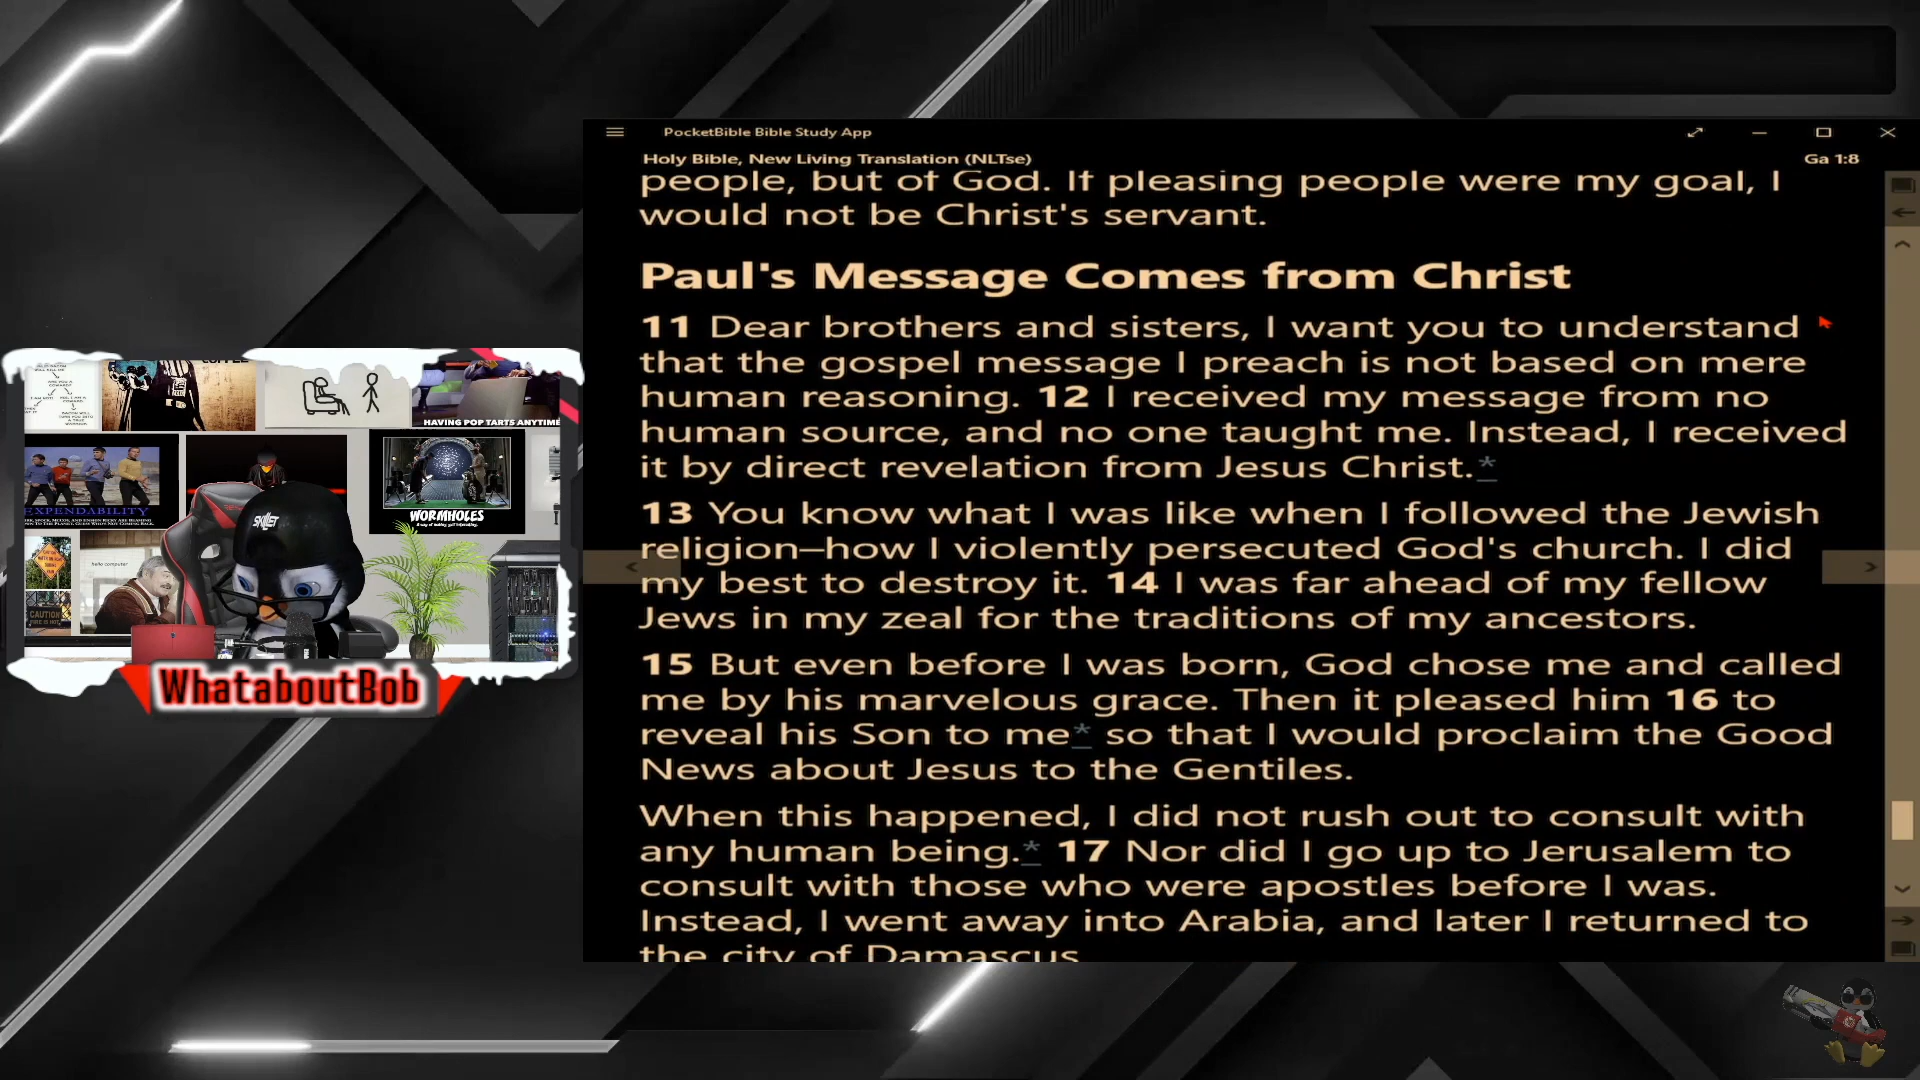 PocketBible Bible Study App
Holy Bible, New Living Translation (NLTse)
Ga 1:8
people, but of God. If pleasing people were my goal, I
would not be Christ's servant.
Paul's Message Comes from Christ
11 Dear brothers and sisters, I want you to understand
that the gospel message I preach is not based on mere
human reasoning. 12 I received my message from no
human source, and no one taught me. Instead, I received
it by direct revelation from Jesus Christ.*
13 You know what I was like when I followed the Jewish
religion—how I violently persecuted God's church. I did
my best to destroy it. 14 I was far ahead of my fellow
Jews in my zeal for the traditions of my ancestors.
15 But even before I was born, God chose me and called
me by his marvelous grace. Then it pleased him 16 to
reveal his Son to me* so that I would proclaim the Good
News about Jesus to the Gentiles.
When this happened, I did not rush out to consult with
any human being.* 17 Nor did I go up to Jerusalem to
consult with those who were apostles before I was.
Instead, I went away into Arabia, and later I returned to
the city of Damascus
HAVING POP TARTS ANYTIME
EXPENDABILITY
WORMHOLES
SKILLET
hello computer
CAUTION
WhataboutBob